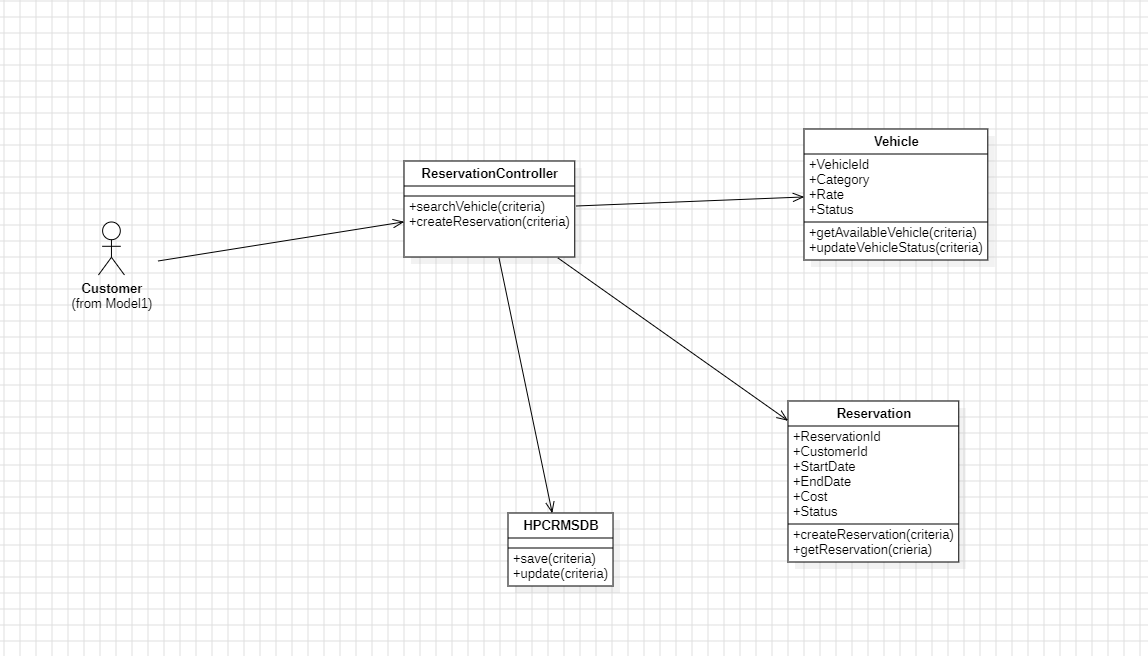 Customer
(from Model1)
ReservationController
+searchVehicle(criteria)
+createReservation(criteria)
Vehicle
+VehicleId
+Category
+Rate
+Status
+getAvailableVehicle(criteria)
+updateVehicleStatus(criteria)
HPCRMSDB
+save(criteria)
+update(criteria)
Reservation
+ReservationId
+CustomerId
+StartDate
+EndDate
+Cost
+Status
+createReservation(criteria)
+getReservation(crieria)